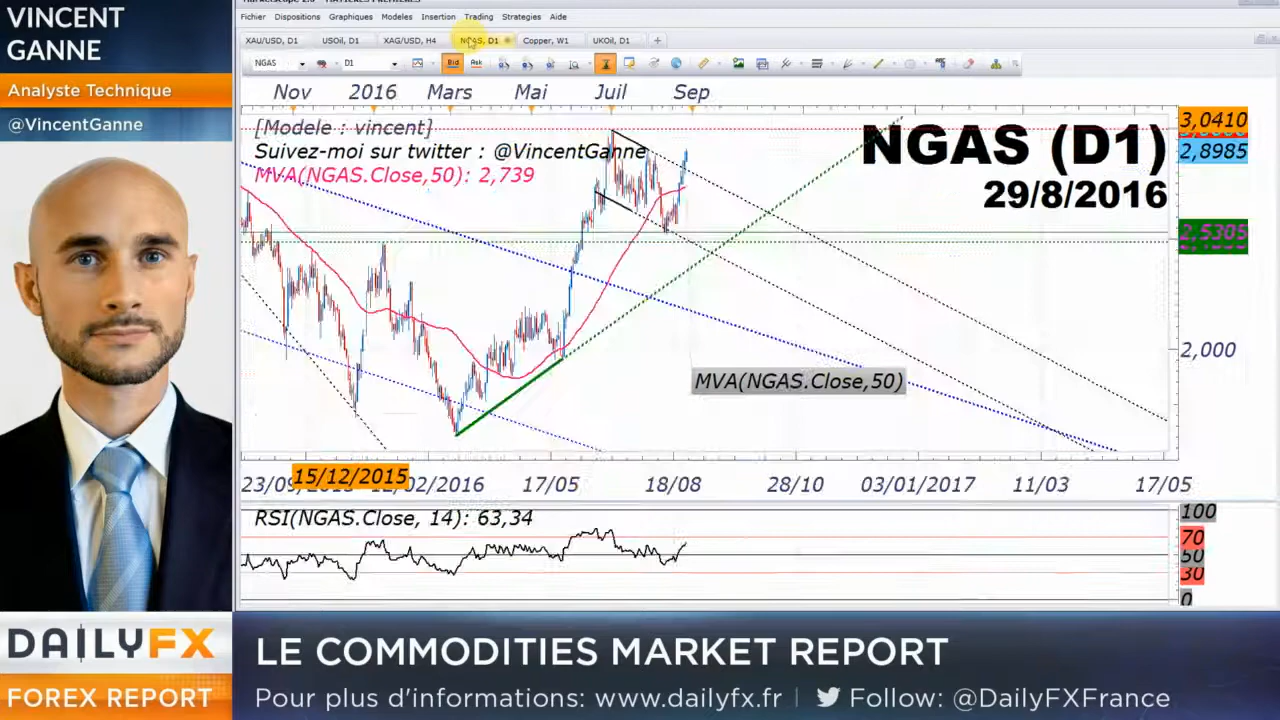 VINCENT
GANNE
Analyste Technique
@VincentGanne
Fichier Dispositions Graphiques Modeles Insertion Trading Strategies Aide
XAU/USD, D1 USOil, D1 XAG/USD, H4 NGAS, D1 Copper, W1 UKOil, D1
NGAS D1 Bid Ask
Nov 2016 Mars Mai Juil Sep
[Modele : vincent]
Suivez-moi sur twitter : @VincentGanne
MVA(NGAS.Close,50): 2,739
NGAS (D1)
29/8/2016
3,0410
2,8985
2,5305
2,000
MVA(NGAS.Close,50)
15/12/2015
/02/2016 17/05 18/08 28/10 03/01/2017 11/03 17/05
RSI(NGAS.Close, 14): 63,34
100
70
50
30
0
DAILYFX
FOREX REPORT
LE COMMODITIES MARKET REPORT
Pour plus d'informations: www.dailyfx.fr | Follow: @DailyFXFrance